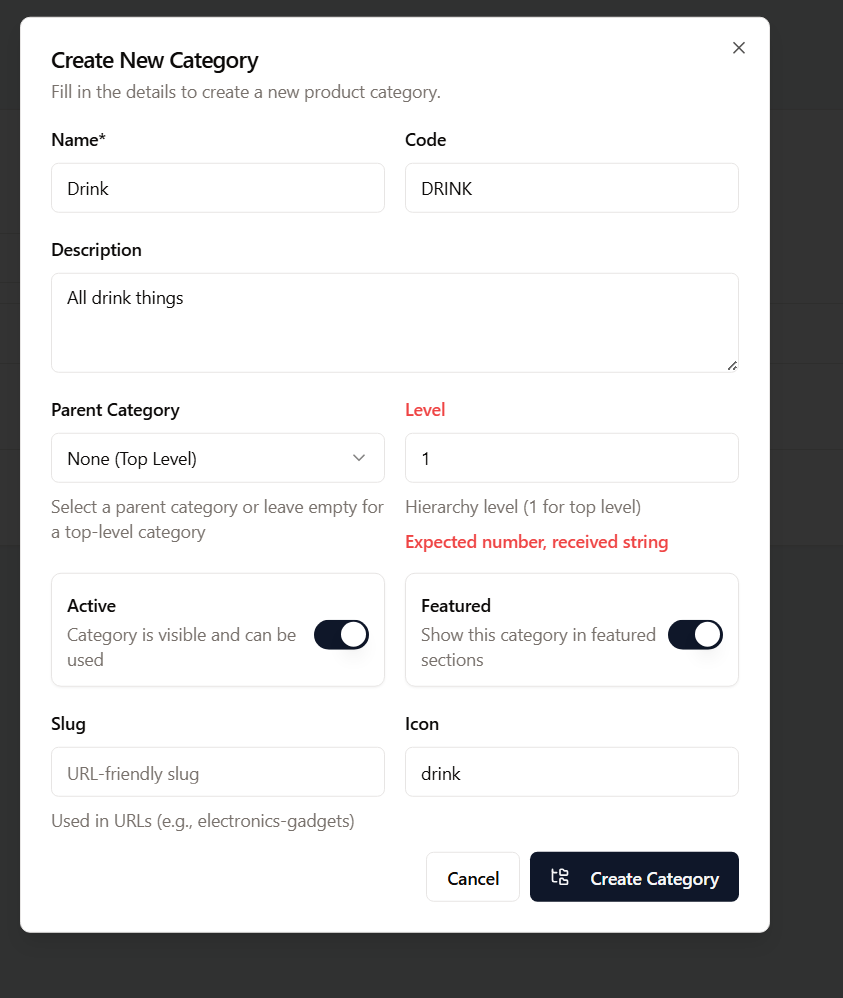 Create New Category
Fill in the details to create a new product category.
Name*
Code
Drink
DRINK
Description
All drink things
Parent Category
Level
None (Top Level)
1
Select a parent category or leave empty for
a top-level category
Hierarchy level (1 for top level)
Expected number, received string
Active
Category is visible and can be
used
Featured
Show this category in featured
sections
Slug
Icon
URL-friendly slug
drink
Used in URLs (e.g., electronics-gadgets)
Cancel
Create Category